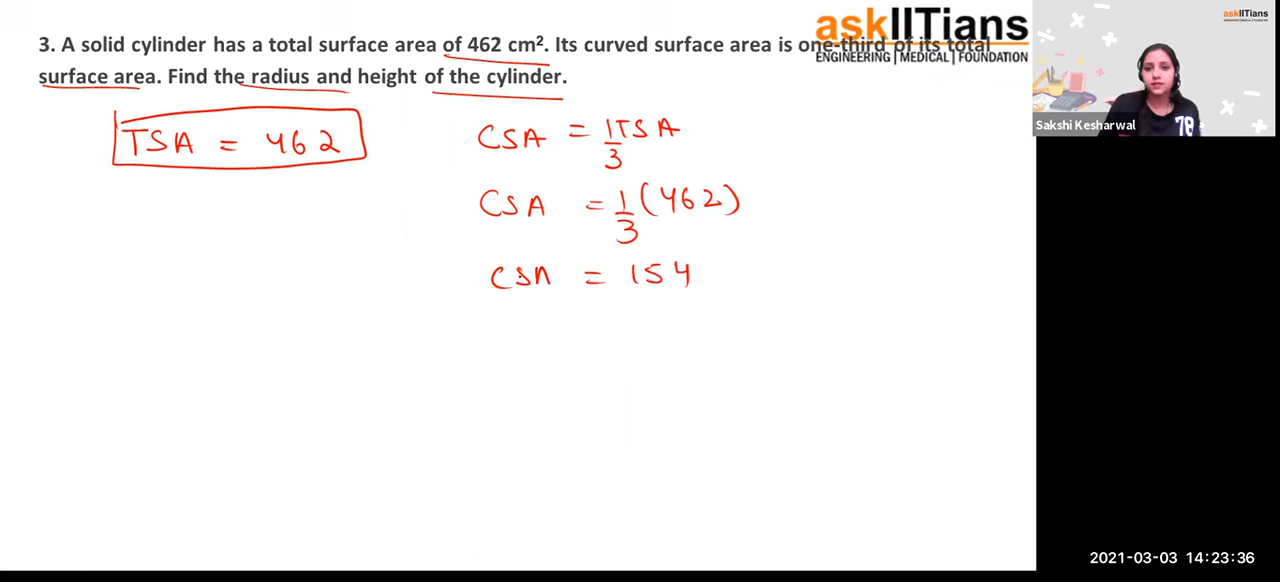 askIITians
ENGINEERING | MEDICAL | FOUNDATION
3. A solid cylinder has a total surface area of 462 cm². Its curved surface area is one-third of its total
surface area. Find the radius and height of the cylinder.
TSA = 462
CSA = 1/3 TSA
CSA = 1/3 (462)
CSA = 154
askIITians
78
Sakshi Kesharwal
2021-03-03 14:23:36